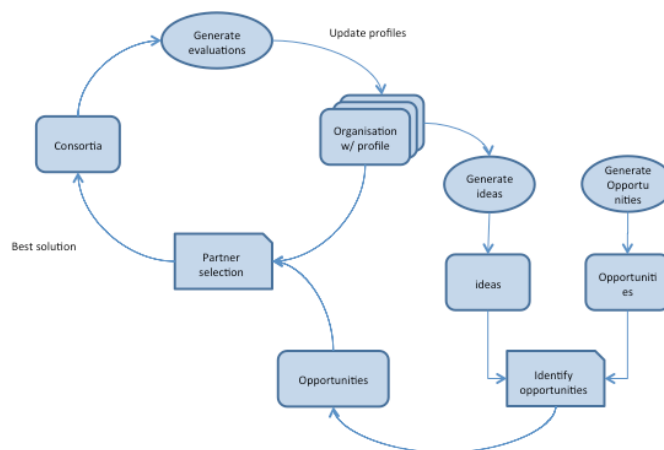 Generate
evaluations
Update profiles
Organisation
w/ profile
Consortia
Generate
ideas
Generate
Opportu
nities
Best solution
Partner
selection
ideas
Opportuniti
es
Opportunities
Identify
opportunities